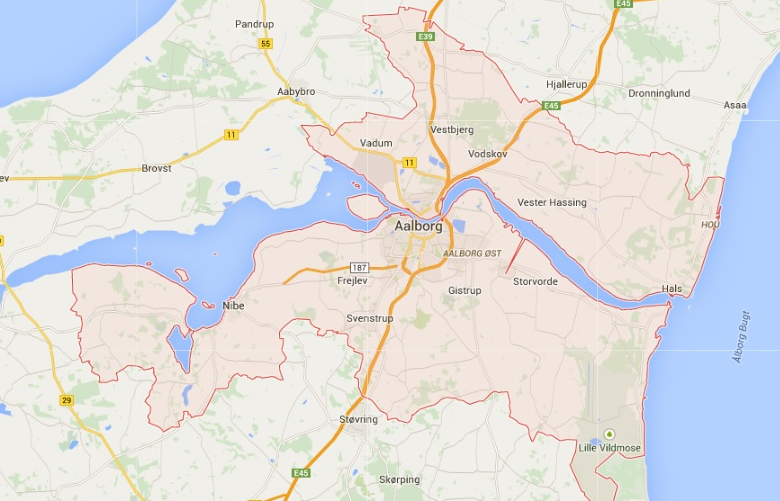 E45
Pandrup
E39
55
Hjallerup
Aabybro
Dronninglund
E45
Asaa
Vestbjerg
11
Vadum
11
Vodskov
Brovst
ev
Vester Hassing
Aalborg
HOU
AALBORG ØST
187
Frejlev
Storvorde
Gistrup
Hals
Nibe
Svenstrup
Ålborg Bugt
29
Støvring
Lille Vildmose
E45
Skørping